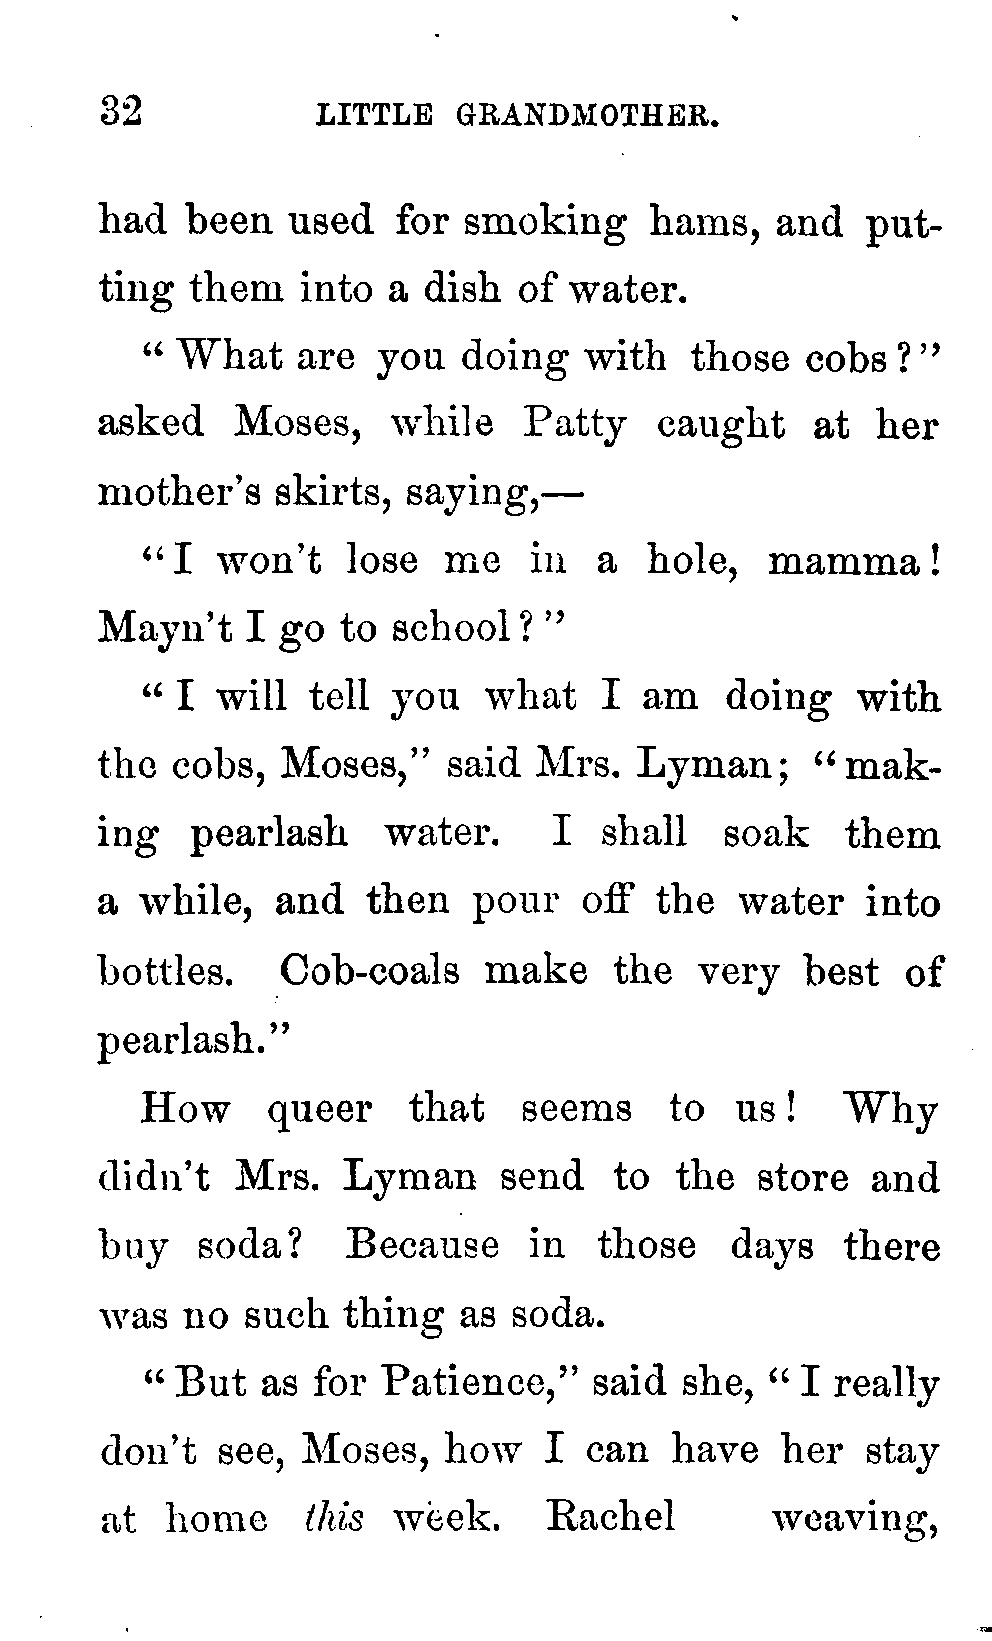 32 LITTLE GRANDMOTHER.
had been used for smoking hams, and put-
ting them into a dish of water.
“What are you doing with those cobs?”
asked Moses, while Patty caught at her
mother’s skirts, saying,—
“I won’t lose me in a hole, mamma!
Mayn’t I go to school?”
“I will tell you what I am doing with
the cobs, Moses,” said Mrs. Lyman; “mak-
ing pearlash water. I shall soak them
a while, and then pour off the water into
bottles. Cob-coals make the very best of
pearlash.”
How queer that seems to us! Why
didn’t Mrs. Lyman send to the store and
buy soda? Because in those days there
was no such thing as soda.
“But as for Patience,” said she, “I really
don’t see, Moses, how I can have her stay
at home this week. Rachel weaving,